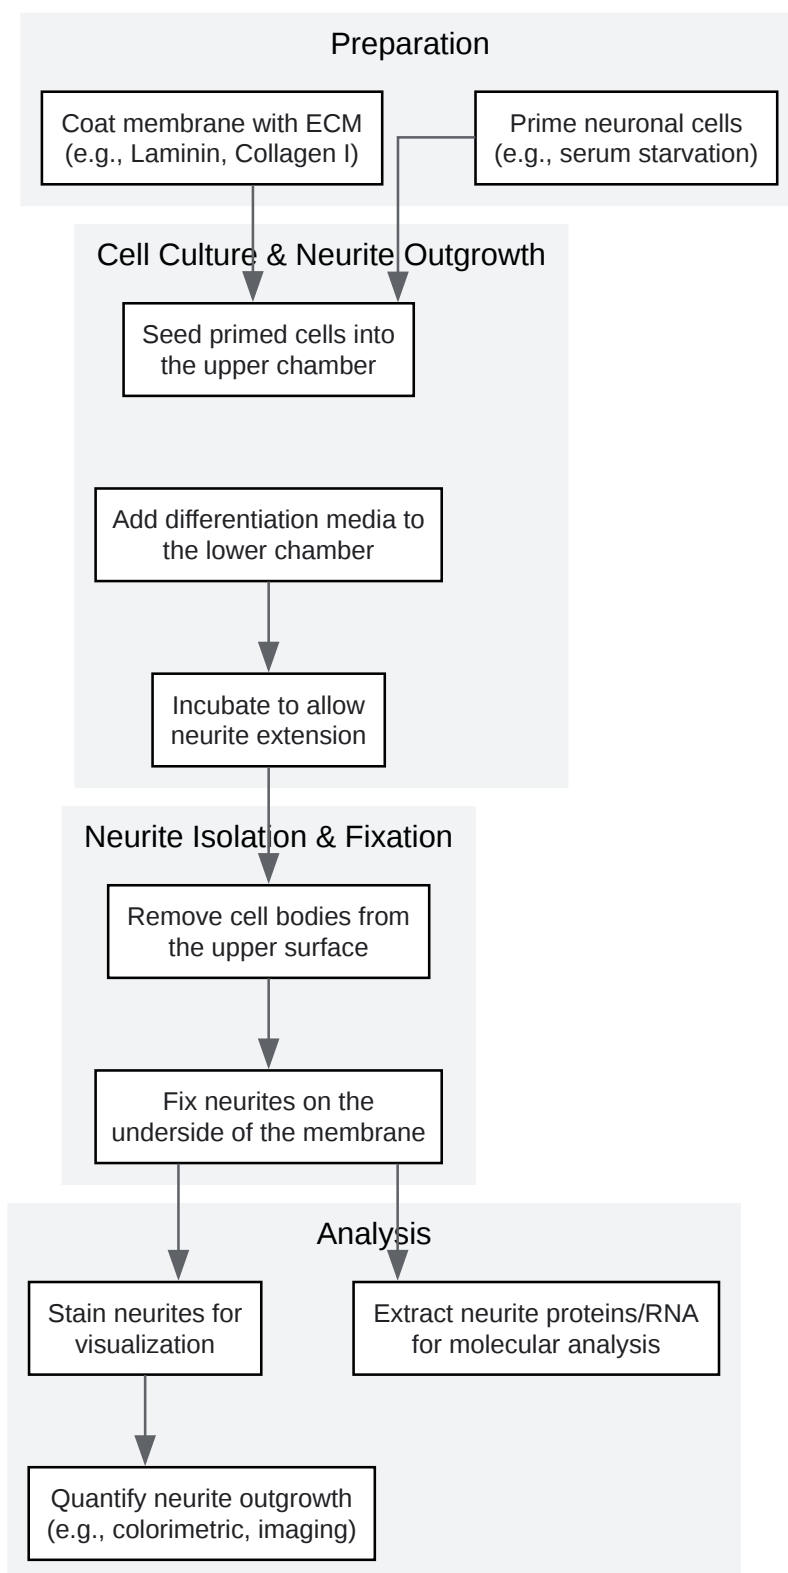 Preparation
Coat membrane with ECM
(e.g., Laminin, Collagen I)
Prime neuronal cells
(e.g., serum starvation)
Cell Culture & Neurite Outgrowth
Seed primed cells into
the upper chamber
Add differentiation media to
the lower chamber
Incubate to allow
neurite extension
Neurite Isolation & Fixation
Remove cell bodies from
the upper surface
Fix neurites on the
underside of the membrane
Analysis
Stain neurites for
visualization
Extract neurite proteins/RNA
for molecular analysis
Quantify neurite outgrowth
(e.g., colorimetric, imaging)